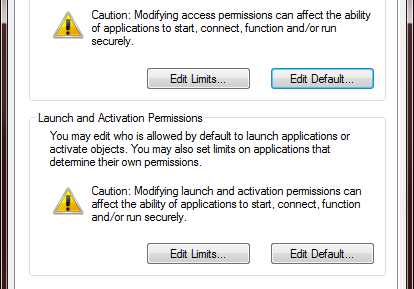 Caution: Modifying access permissions can affect the ability
of applications to start, connect, function and/or run
securely.
Edit Limits... Edit Default...
Launch and Activation Permissions
You may edit who is allowed by default to launch applications or
activate objects. You may also set limits on applications that
determine their own permissions.
Caution: Modifying launch and activation permissions can
affect the ability of applications to start, connect, function
and/or run securely.
Edit Limits... Edit Default...